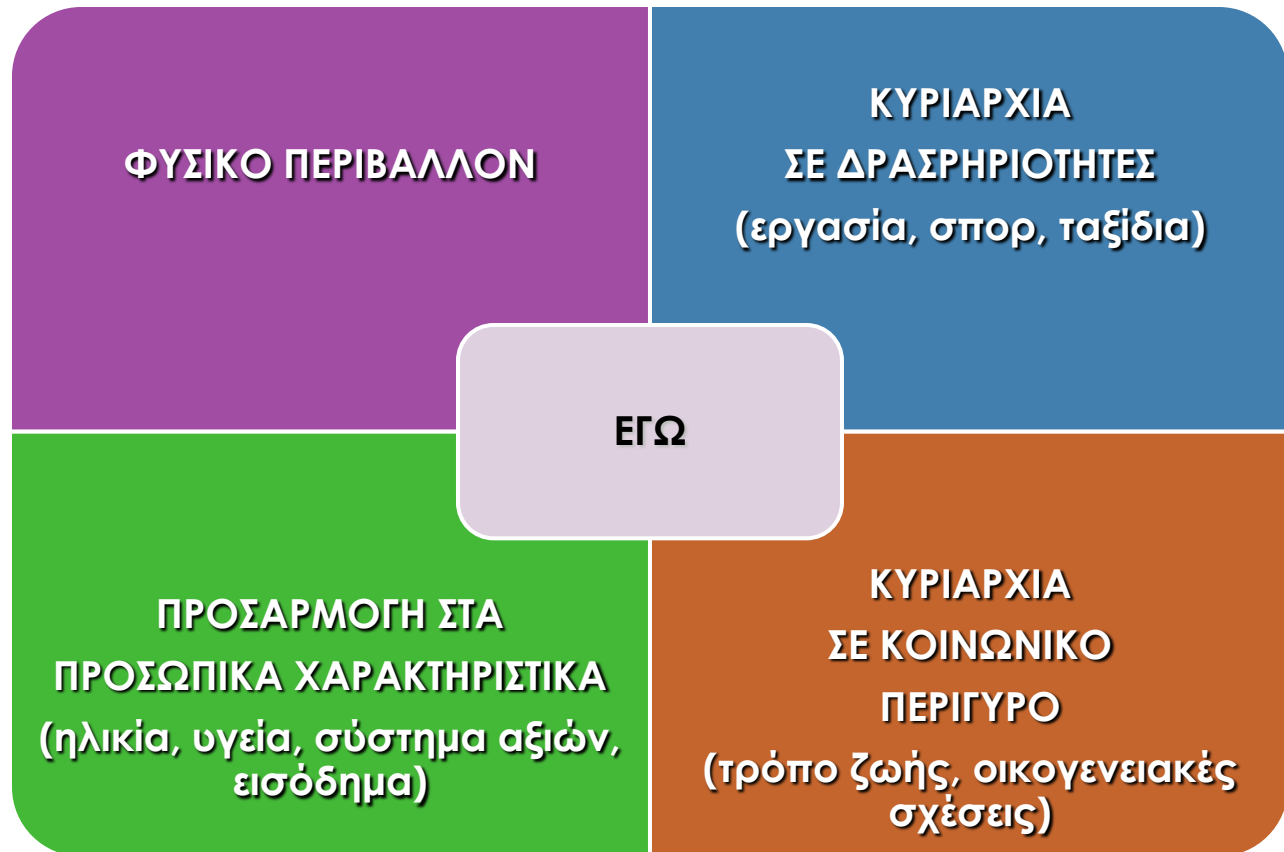 ΦΥΣΙΚΟ ΠΕΡΙΒΑΛΛΟΝ
ΚΥΡΙΑΡΧΙΑ
ΣΕ ΔΡΑΣΡΗΡΙΟΤΗΤΕΣ
(εργασία, σπορ, ταξίδια)
ΕΓΩ
ΠΡΟΣΑΡΜΟΓΗ ΣΤΑ
ΠΡΟΣΩΠΙΚΑ ΧΑΡΑΚΤΗΡΙΣΤΙΚΑ
(ηλικία, υγεία, σύστημα αξιών,
εισόδημα)
ΚΥΡΙΑΡΧΙΑ
ΣΕ ΚΟΙΝΩΝΙΚΟ
ΠΕΡΙΓΥΡΟ
(τρόπο ζωής, οικογενειακές
σχέσεις)